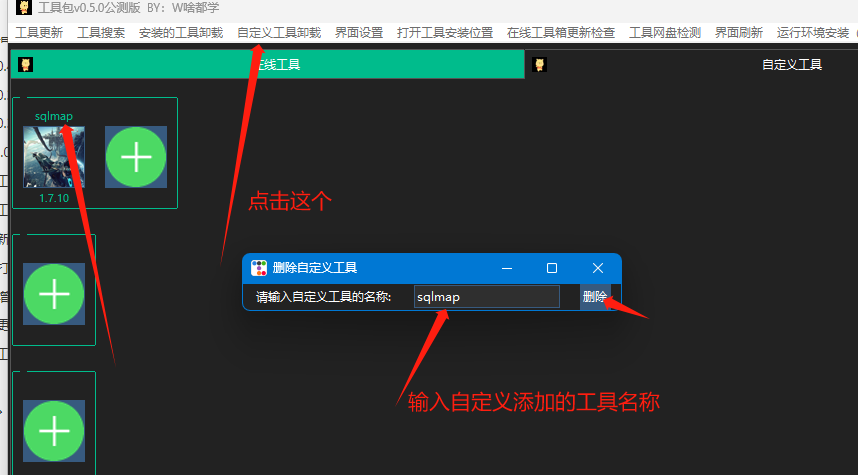 工具包v0.5.0公测版 BY：W啥都学
工具更新 工具搜索 安装的工具卸载 自定义工具卸载 界面设置 打开工具安装位置 在线工具箱更新检查 工具网盘检测 界面刷新 运行环境安装
线工具 自定义工具
sqlmap
1.7.10
点击这个
删除自定义工具
请输入自定义工具的名称: sqlmap 删除
输入自定义添加的工具名称